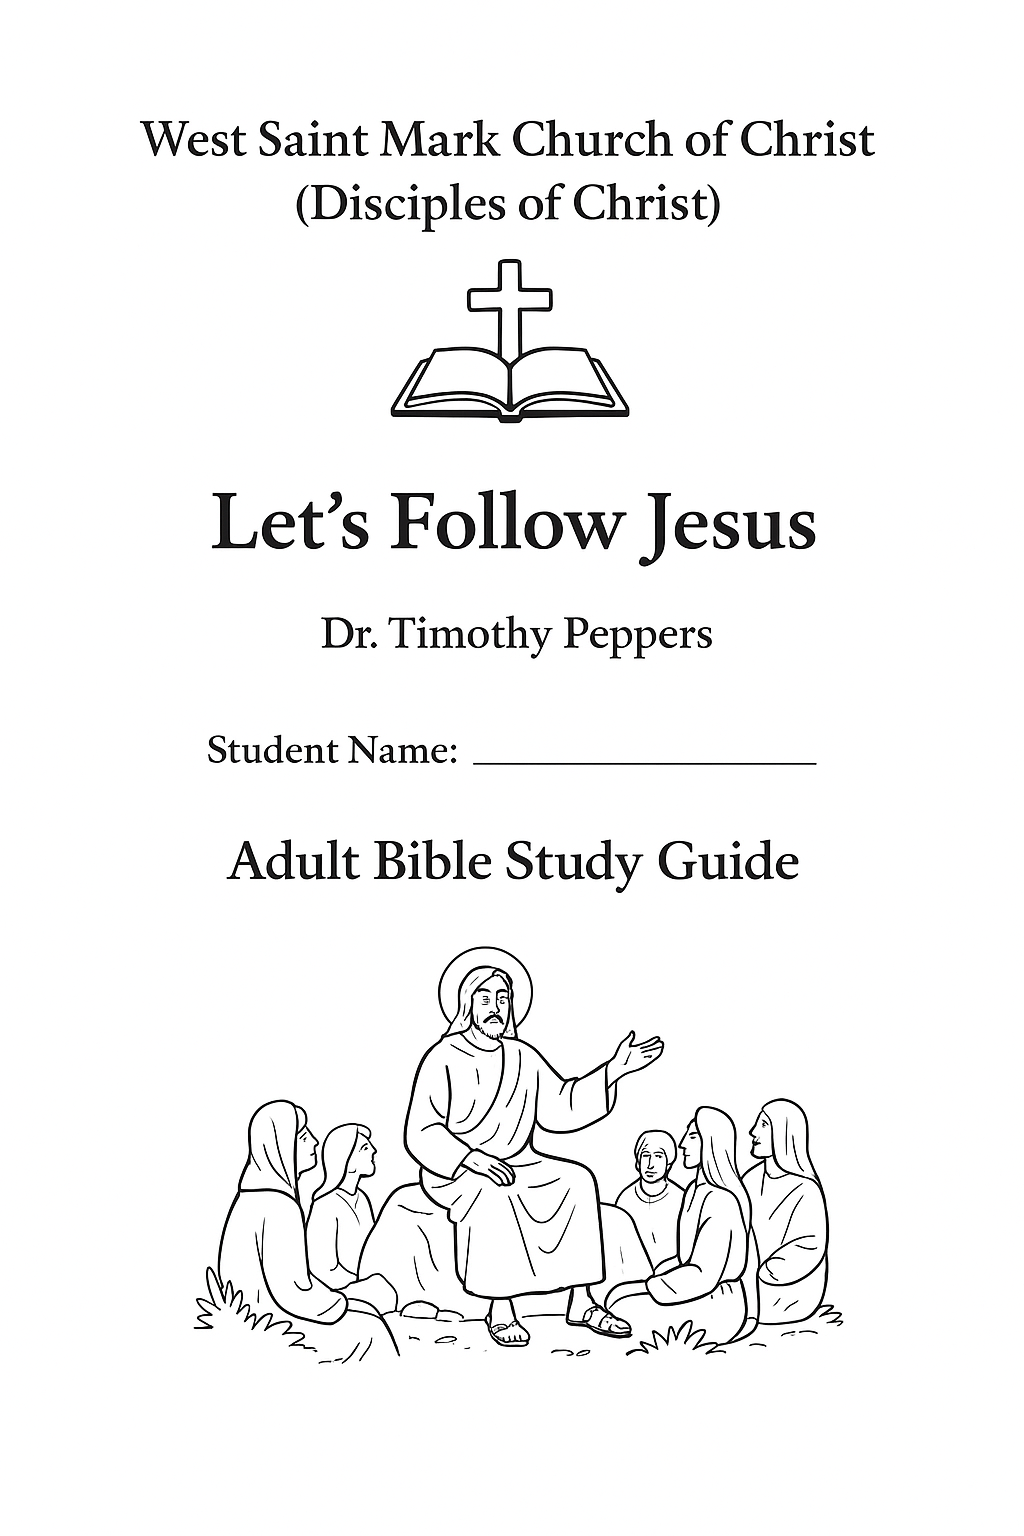 West Saint Mark Church of Christ
(Disciples of Christ)
Let’s Follow Jesus
Dr. Timothy Peppers
Student Name: ________________
Adult Bible Study Guide